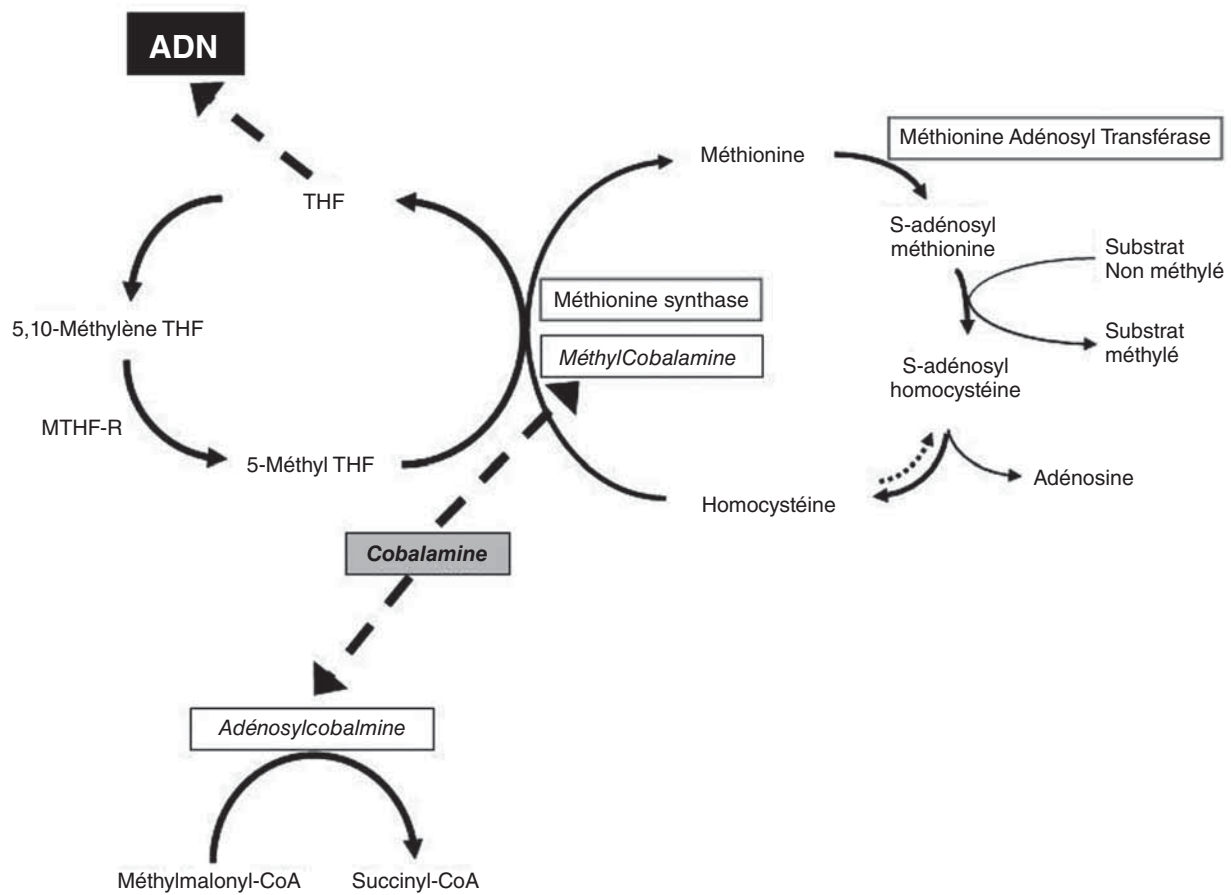 ADN
Méthionine Adénosyl Transférase
Méthionine
THF
S-adénosyl
méthionine
Substrat
Non méthylé
5,10-Méthylène THF
Méthionine synthase
MéthylCobalamine
Substrat
méthylé
S-adénosyl
homocystéine
MTHF-R
5-Méthyl THF
Adénosine
Homocystéine
Cobalamine
Adénosylcobalmine
Méthylmalonyl-CoA
Succinyl-CoA